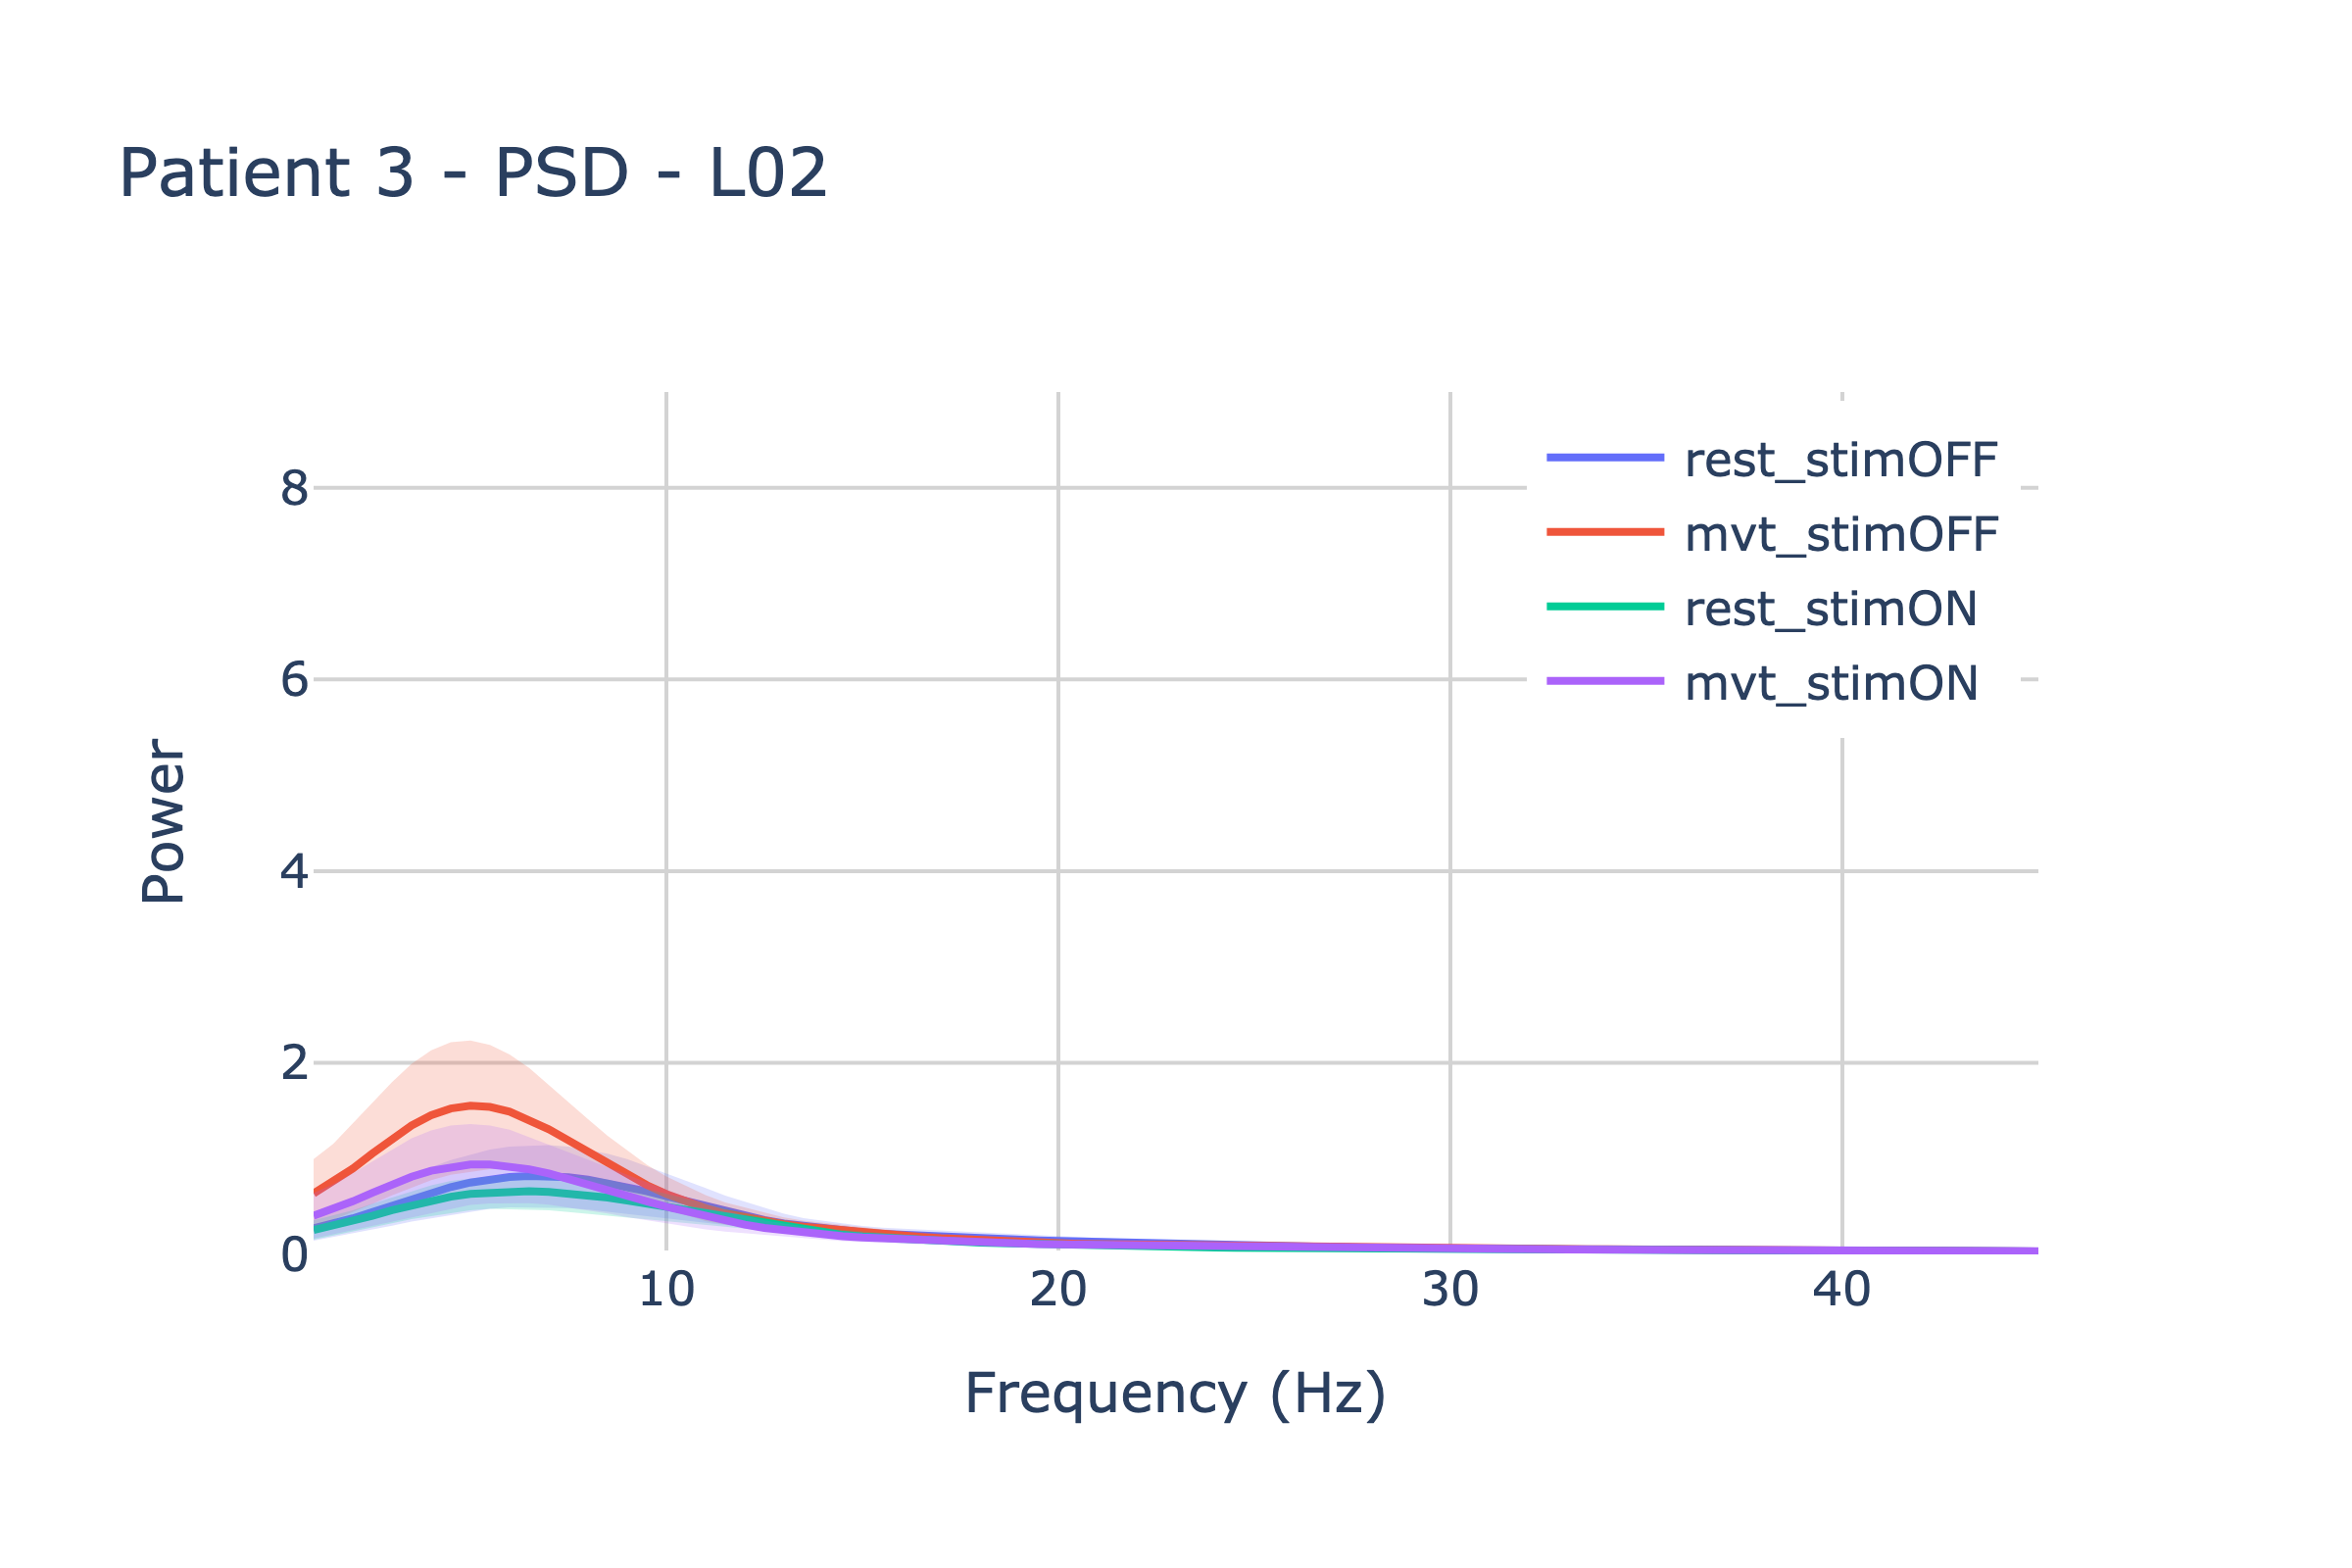 Patient 3 - PSD - L02
rest_stimOFF
mvt_stimOFF
rest_stimON
mvt_stimON
8
6
4
2
0
Power
10 20 30 40
Frequency (Hz)